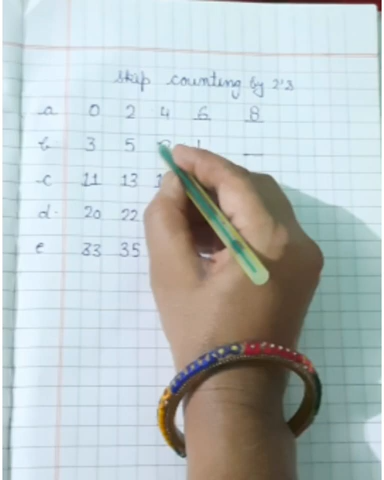 skip counting by 2's
a 0 2 4 6 8
b 3 5
c 11 13
d. 20 22
e 33 35